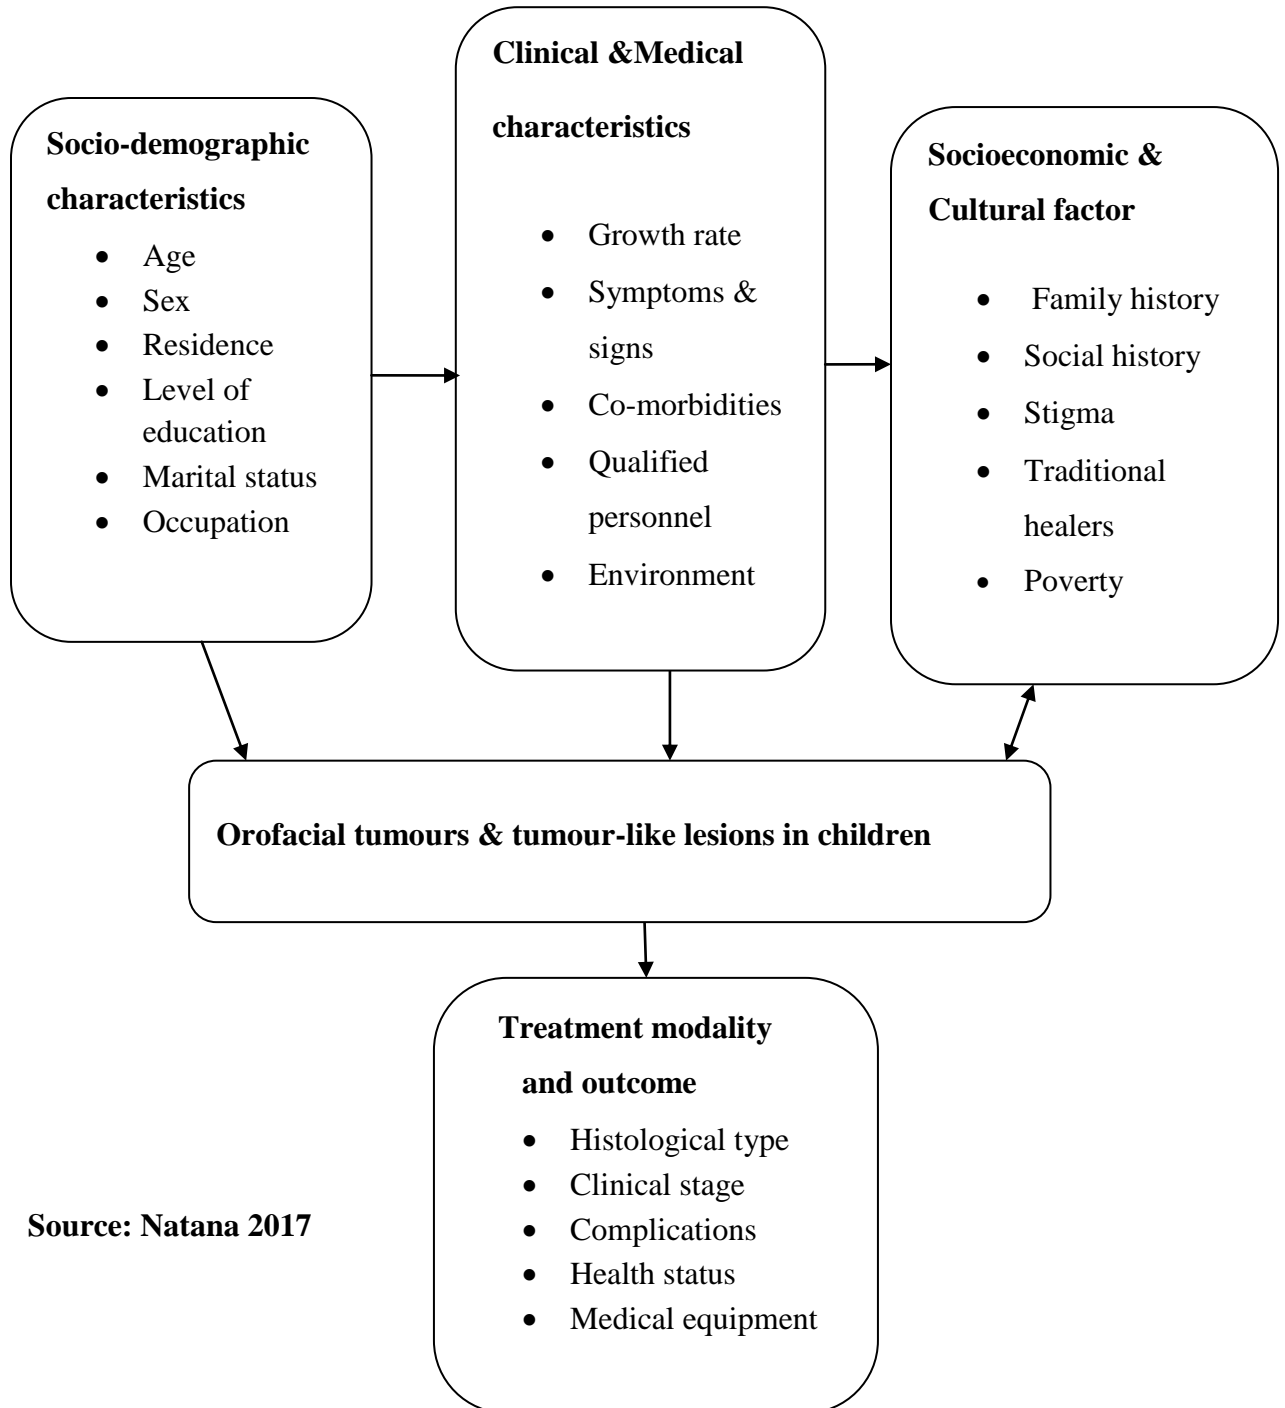 Socio-demographic
characteristics
• Age
• Sex
• Residence
• Level of
education
• Marital status
• Occupation
Clinical &Medical
characteristics
• Growth rate
• Symptoms &
signs
• Co-morbidities
• Qualified
personnel
• Environment
Socioeconomic &
Cultural factor
• Family history
• Social history
• Stigma
• Traditional
healers
• Poverty
Orofacial tumours & tumour-like lesions in children
Treatment modality
and outcome
• Histological type
• Clinical stage
• Complications
• Health status
• Medical equipment
Source: Natana 2017